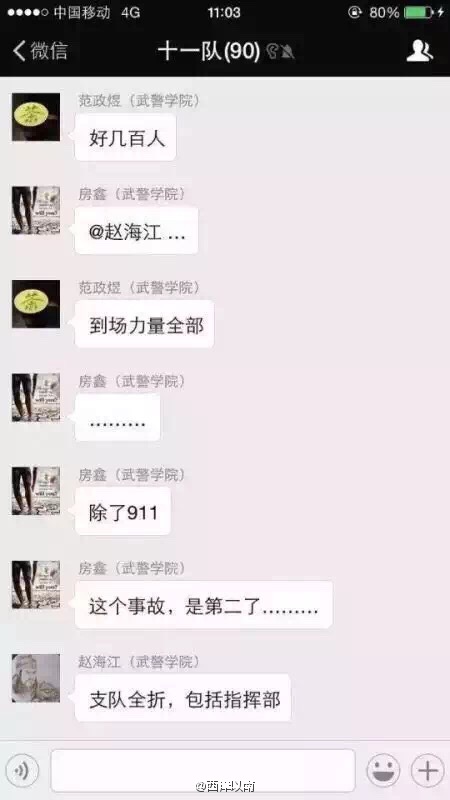 中国移动 4G 11:03 80%
微信 十一队(90)
范政煜（武警学院）
好几百人
房鑫（武警学院）
@赵海江 ...
范政煜（武警学院）
到场力量全部
房鑫（武警学院）
.........
房鑫（武警学院）
除了911
房鑫（武警学院）
这个事故，是第二了.........
赵海江（武警学院）
支队全折，包括指挥部